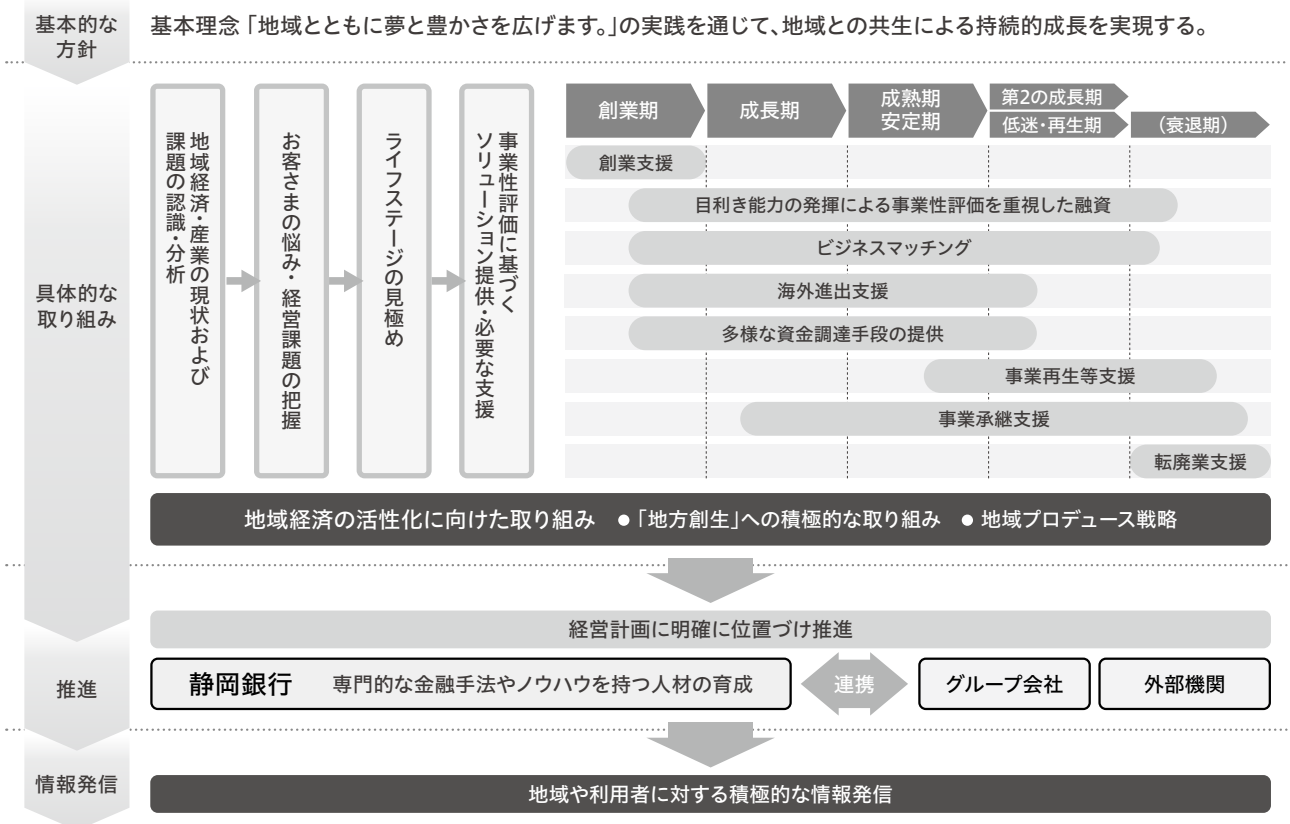 基本的な
方針
基本理念「地域とともに夢と豊かさを広げます。」の実践を通じて、地域との共生による持続的成長を実現する。
具体的な
取り組み
地域経済・産業の現状および
課題の認識・分析
お客さまの悩み・経営課題の把握
ライフステージの見極め
事業性評価に基づく
ソリューション提供・必要な支援
創業期
成長期
成熟期
安定期
第2の成長期
低迷・再生期
(衰退期)
創業支援
目利き能力の発揮による事業性評価を重視した融資
ビジネスマッチング
海外進出支援
多様な資金調達手段の提供
事業再生等支援
事業承継支援
転廃業支援
地域経済の活性化に向けた取り組み ●「地方創生」への積極的な取り組み ● 地域プロデュース戦略
推進
経営計画に明確に位置づけ推進
静岡銀行 専門的な金融手法やノウハウを持つ人材の育成
連携
グループ会社
外部機関
情報発信
地域や利用者に対する積極的な情報発信